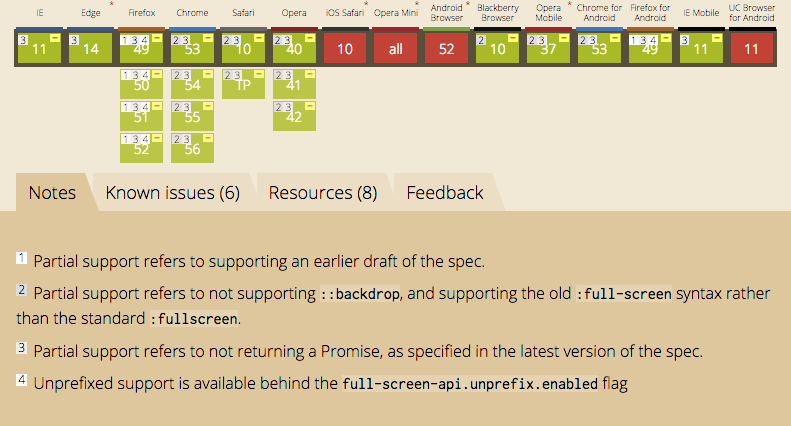 IE Edge * Firefox Chrome Safari Opera iOS Safari * Opera Mini * Android Browser * Blackberry Browser Opera Mobile * Chrome for Android Firefox for Android IE Mobile UC Browser for Android
3 - 11 3 - 14 1 3 4 - 49 2 3 - 53 2 3 - 10 2 3 - 40 10 all 52 2 - 10 2 3 - 37 2 3 - 53 1 3 4 - 49 3 - 11 11
1 3 4 - 50 2 3 - 54 2 3 - TP 2 3 - 41
1 3 4 - 51 2 3 - 55 2 3 - 42
1 3 4 - 52 2 3 - 56
Notes Known issues (6) Resources (8) Feedback
1 Partial support refers to supporting an earlier draft of the spec.
2 Partial support refers to not supporting ::backdrop, and supporting the old :full-screen syntax rather
than the standard :fullscreen.
3 Partial support refers to not returning a Promise, as specified in the latest version of the spec.
4 Unprefixed support is available behind the full-screen-api.unprefix.enabled flag